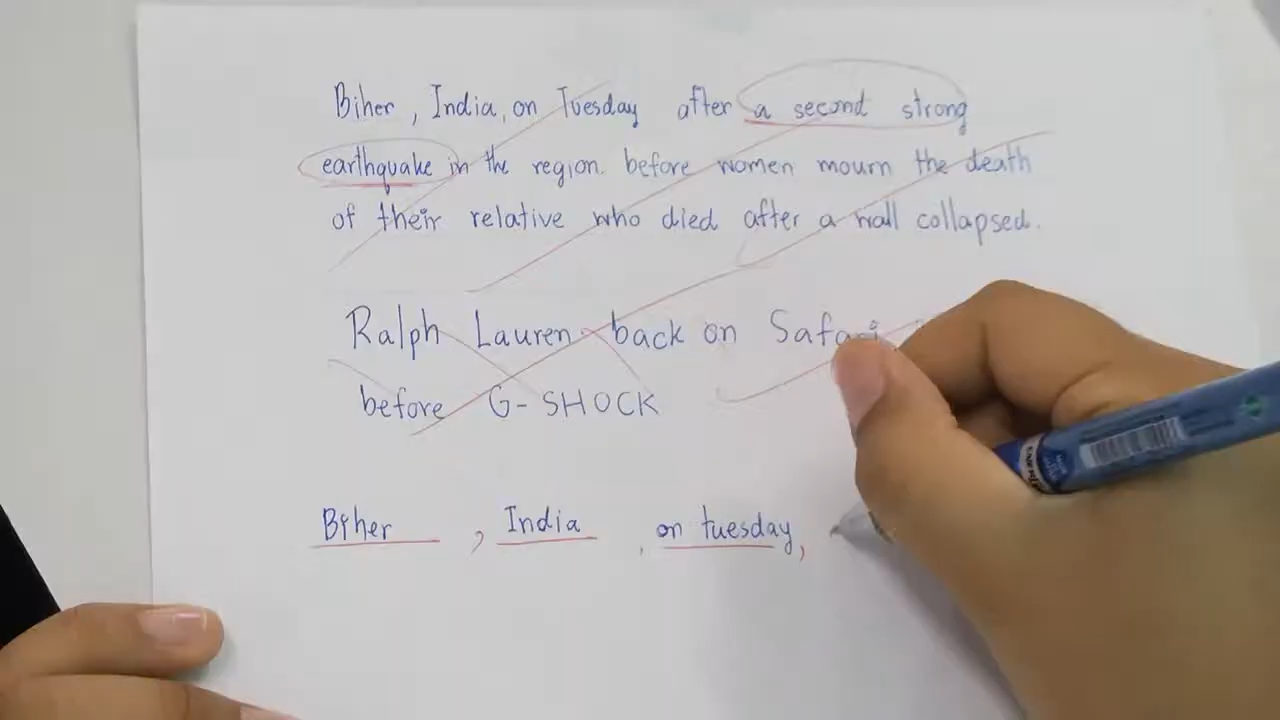 Biher, India, on Tuesday after a second strong
earthquake in the region. before women mourn the death
of their relative who died after a wall collapsed.
Ralph Lauren back on Safari
before G-SHOCK
Biher, India, on tuesday,